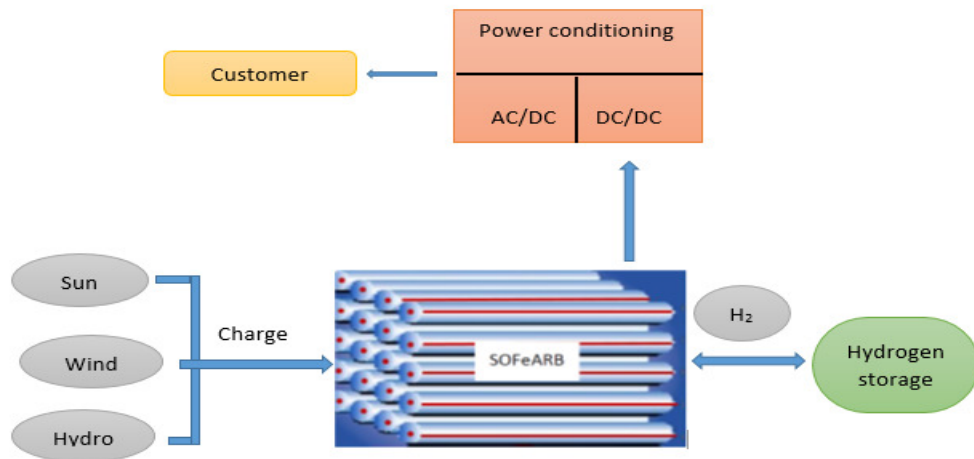 Power conditioning
Customer
AC/DC
DC/DC
Sun
Charge
H₂
SOFeARB
Wind
Hydrogen
storage
Hydro